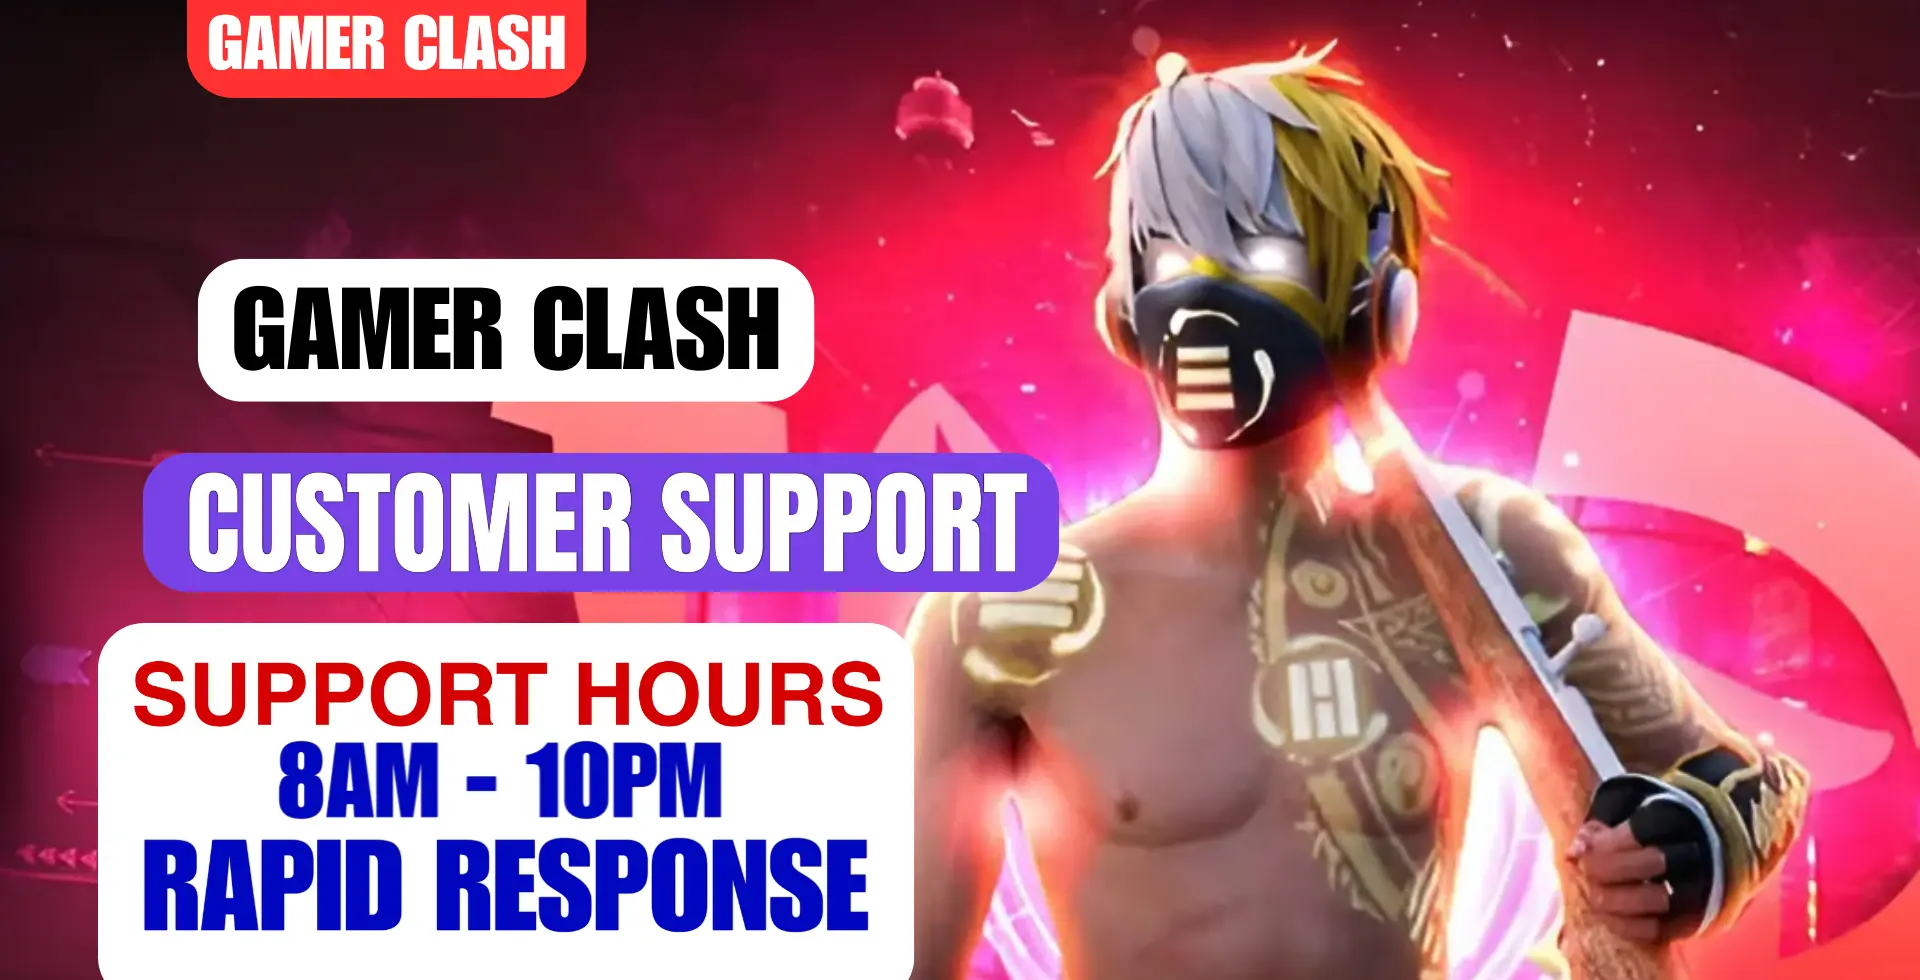 GAMER CLASH
GAMER CLASH
CUSTOMER SUPPORT
SUPPORT HOURS
8AM - 10PM
RAPID RESPONSE